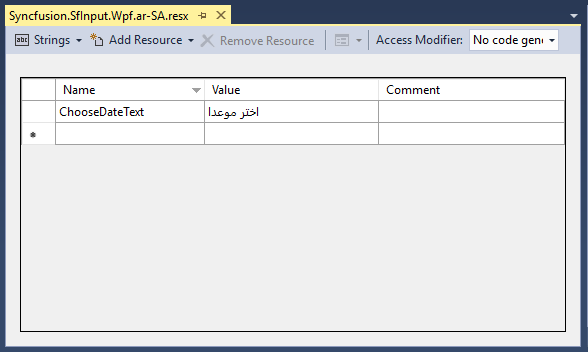 Syncfusion.SfInput.Wpf.ar-SA.resx
Strings Add Resource Remove Resource Access Modifier: No code gene
Name Value Comment
ChooseDateText اختر موعدا